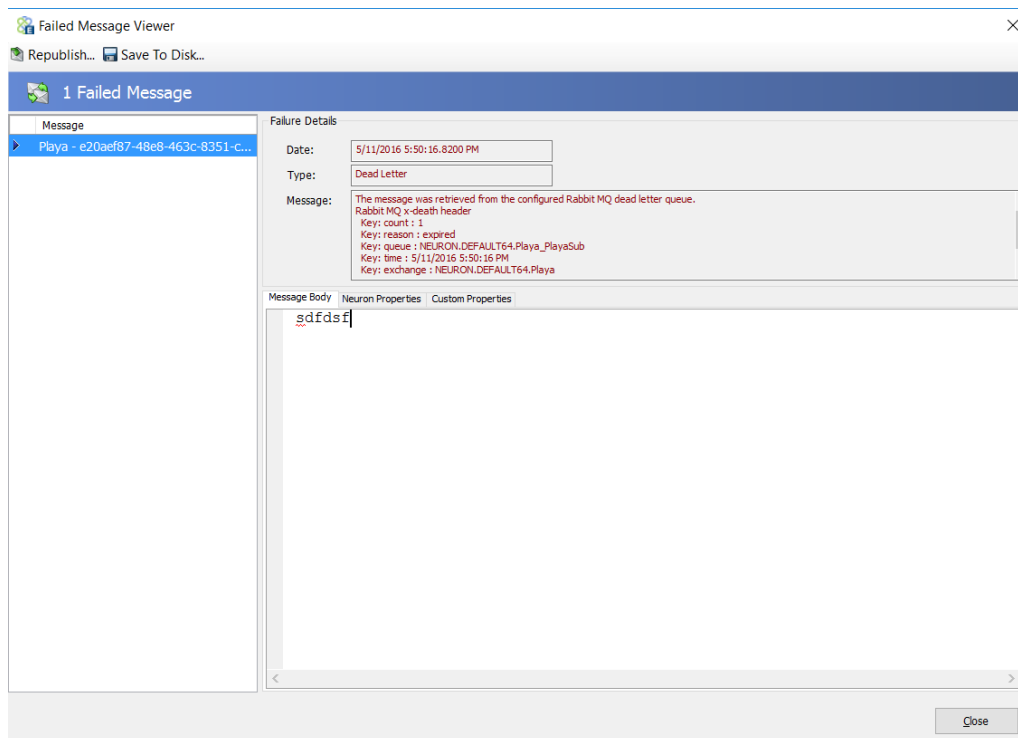 Failed Message Viewer
Republish... Save To Disk...
1 Failed Message
Message
Playa - e20aef87-48e8-463c-8351-c...
Failure Details
Date: 5/11/2016 5:50:16.8200 PM
Type: Dead Letter
Message: The message was retrieved from the configured Rabbit MQ dead letter queue.
Rabbit MQ x-death header
Key: count : 1
Key: reason : expired
Key: queue : NEURON.DEFAULT64.Playa_PlayaSub
Key: time : 5/11/2016 5:50:16 PM
Key: exchange : NEURON.DEFAULT64.Playa
Message Body Neuron Properties Custom Properties
sdfdsf
Close